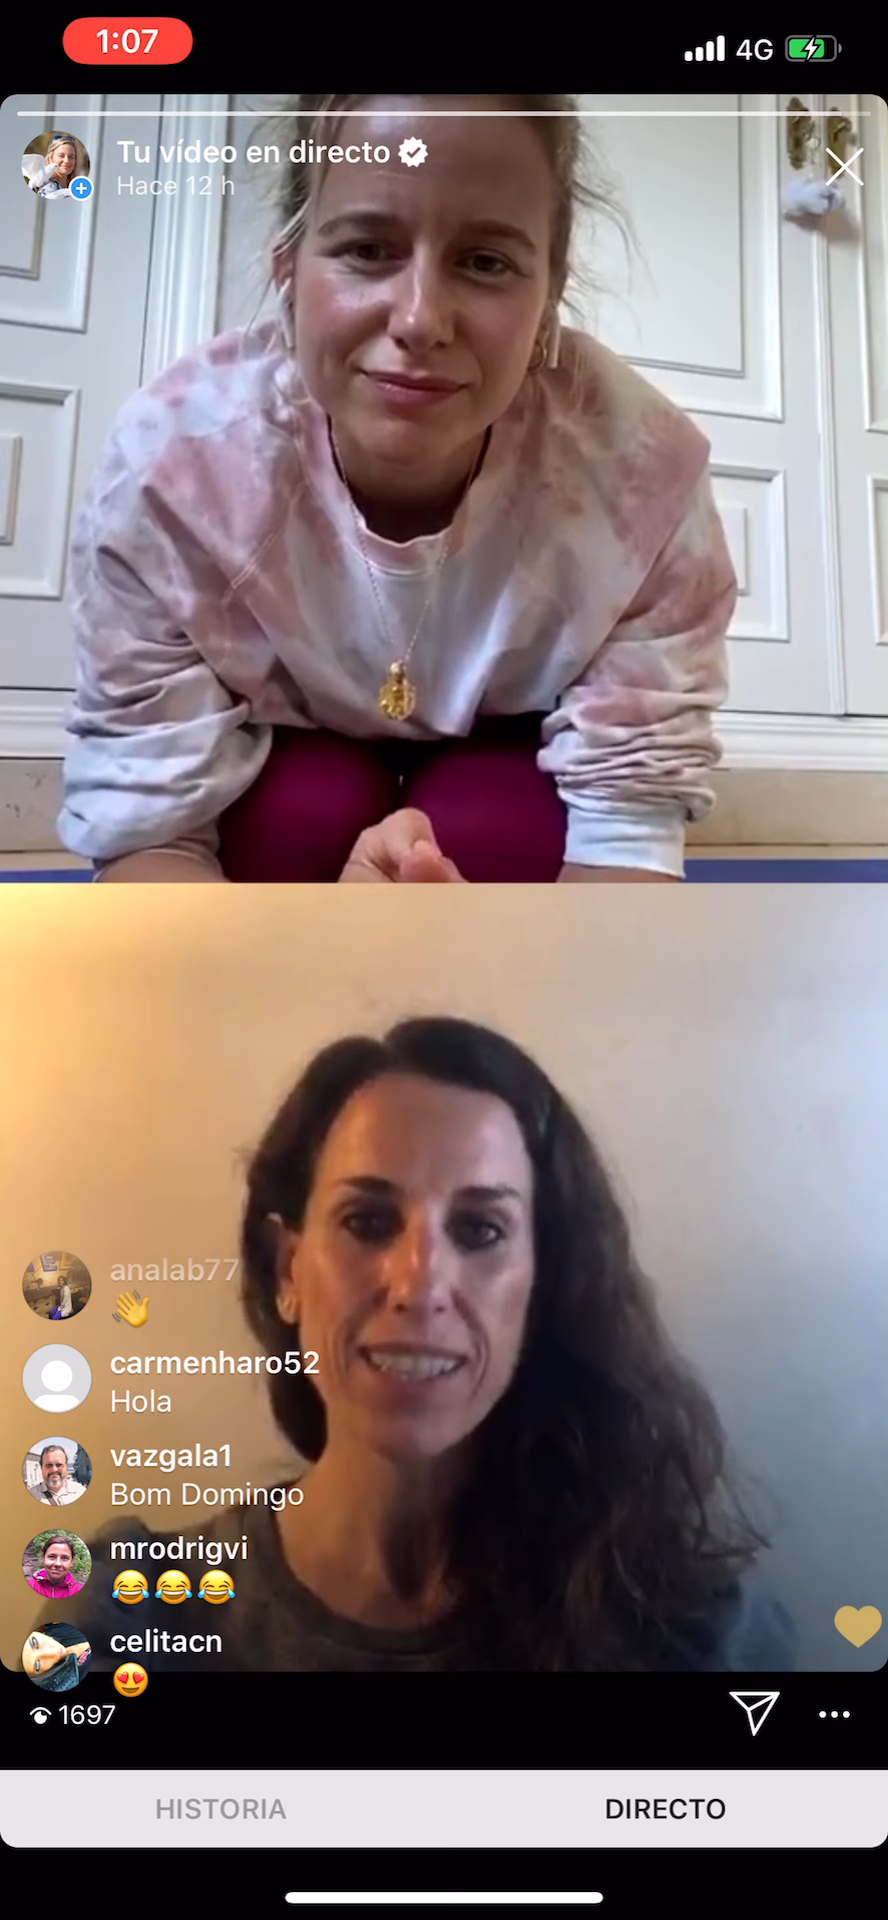 1:07
4G
Tu vídeo en directo
Hace 12 h
analab77
👋
carmenharo52
Hola
vazgala1
Bom Domingo
mrodrigvi
😂😂😂
celitacn
😍
1697
HISTORIA
DIRECTO